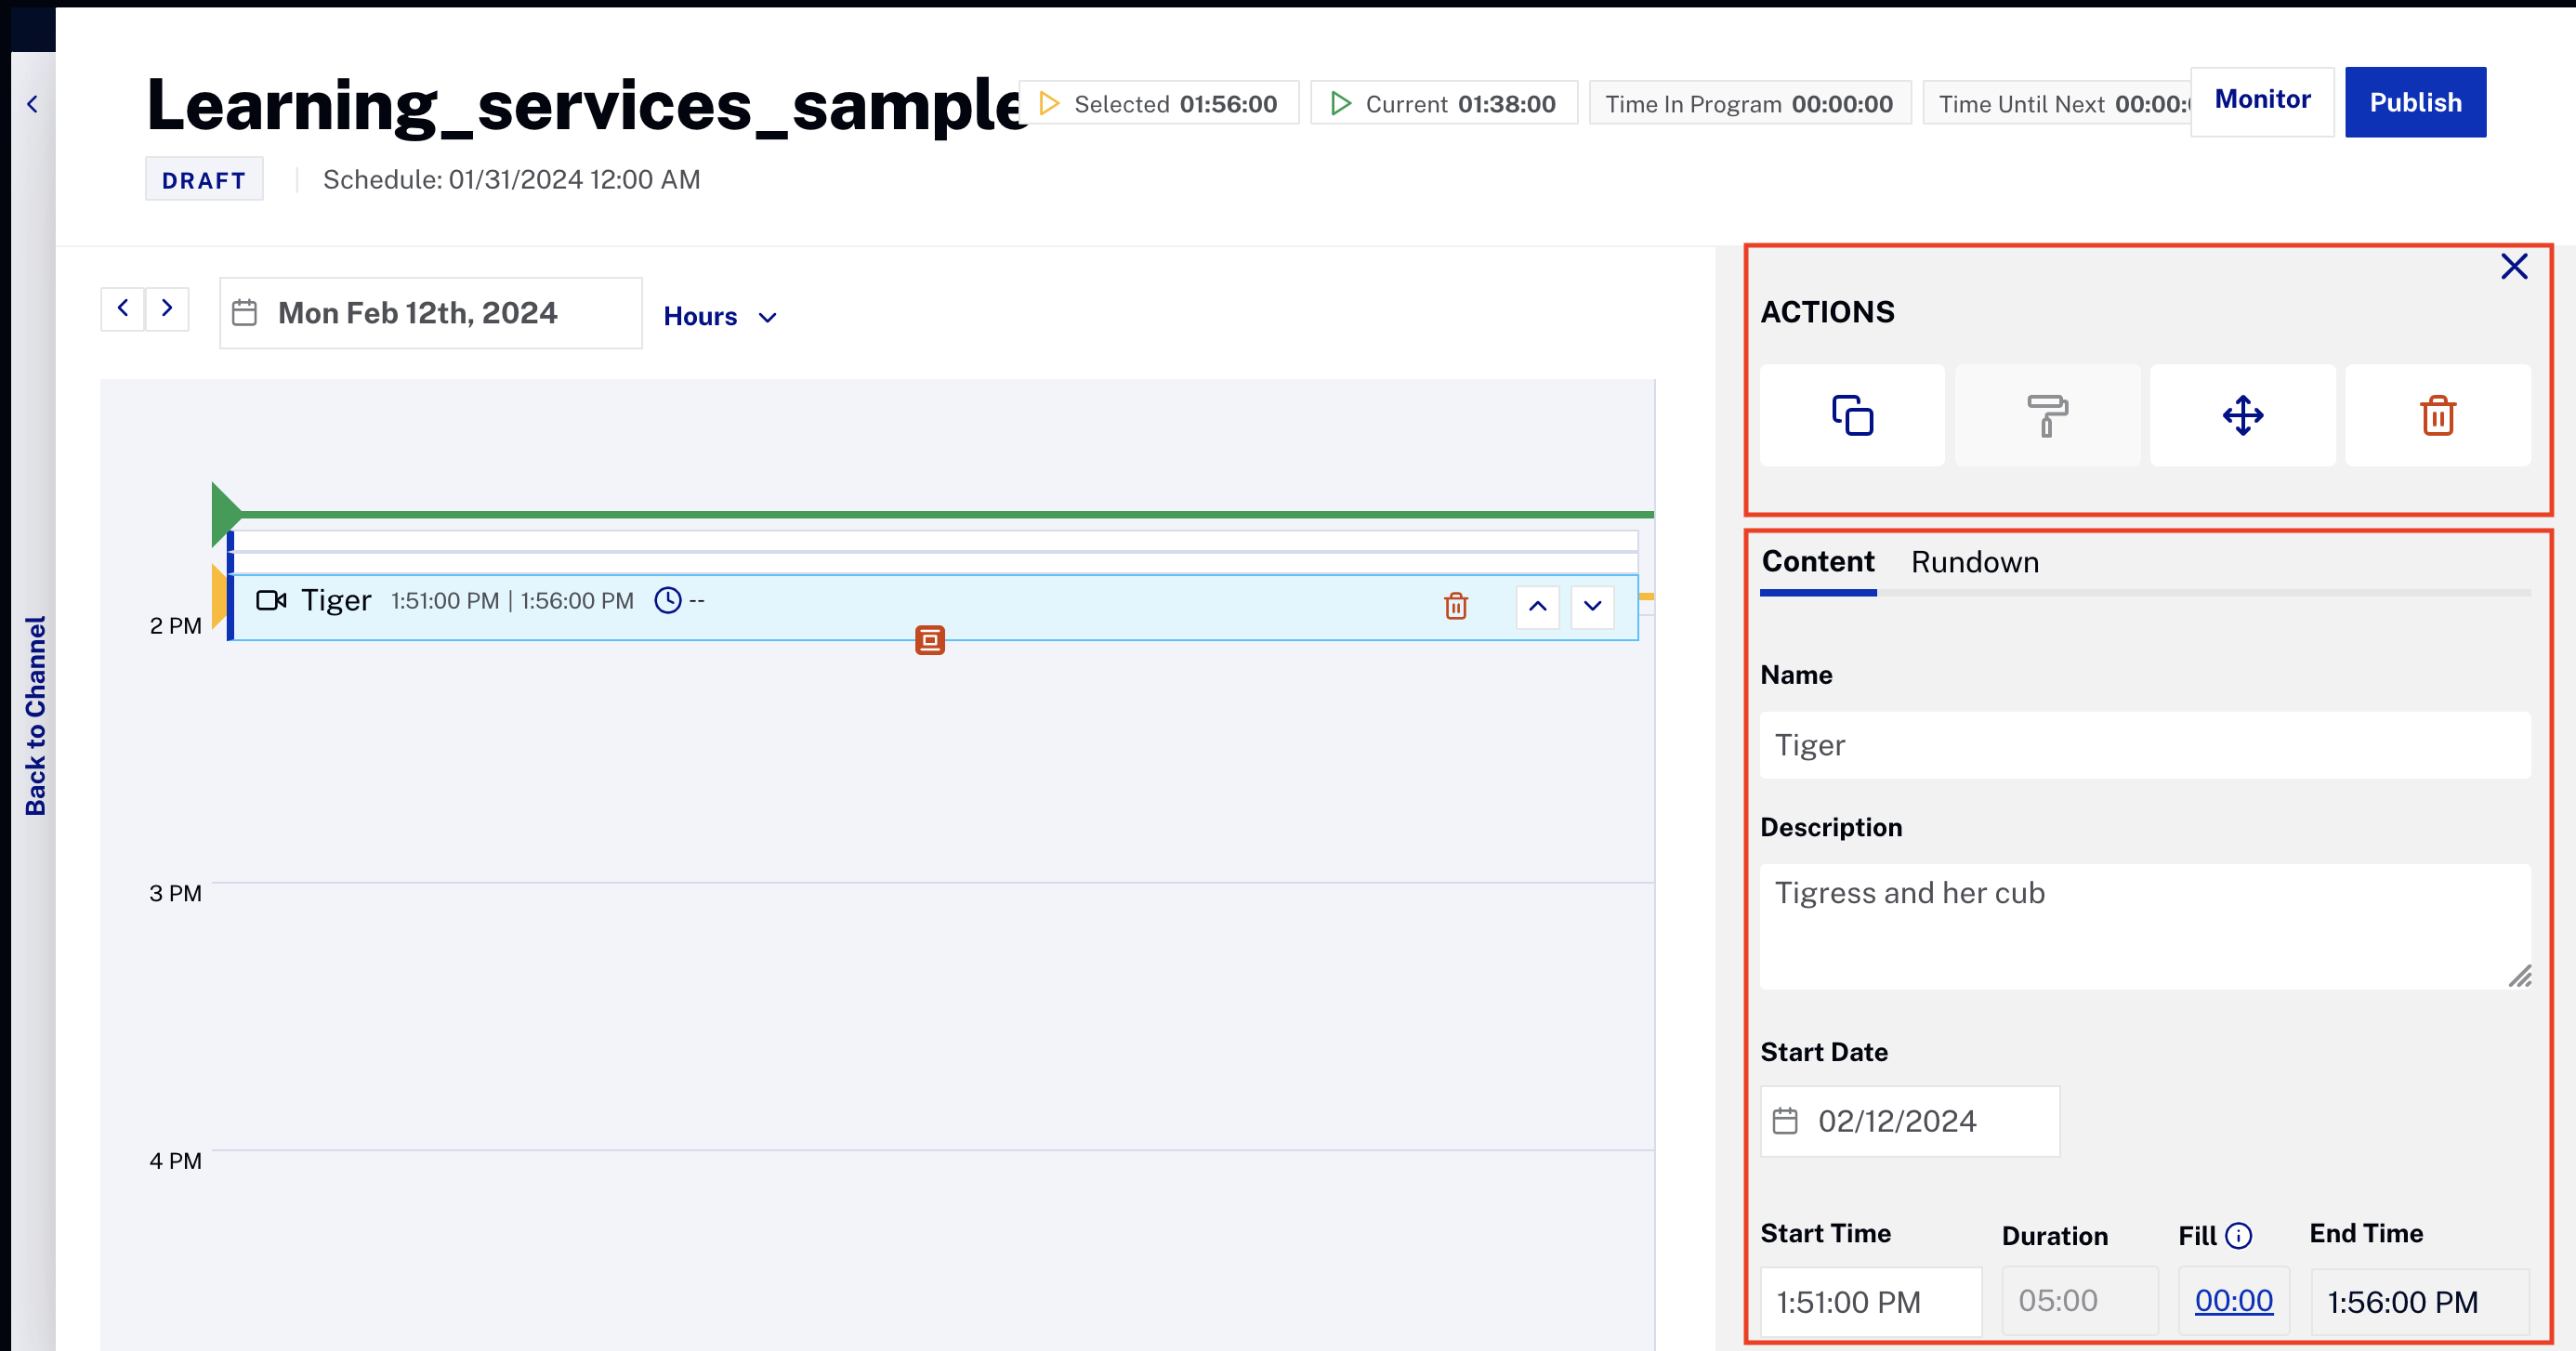 Learning_services_sample
Selected 01:56:00
Current 01:38:00
Time In Program 00:00:00
Time Until Next 00:00:
Monitor
Publish
DRAFT
Schedule: 01/31/2024 12:00 AM
Back to Channel
Mon Feb 12th, 2024
Hours
Tiger 1:51:00 PM | 1:56:00 PM --
2 PM
3 PM
4 PM
ACTIONS
Content Rundown
Name
Tiger
Description
Tigress and her cub
Start Date
02/12/2024
Start Time Duration Fill End Time
1:51:00 PM 05:00 00:00 1:56:00 PM